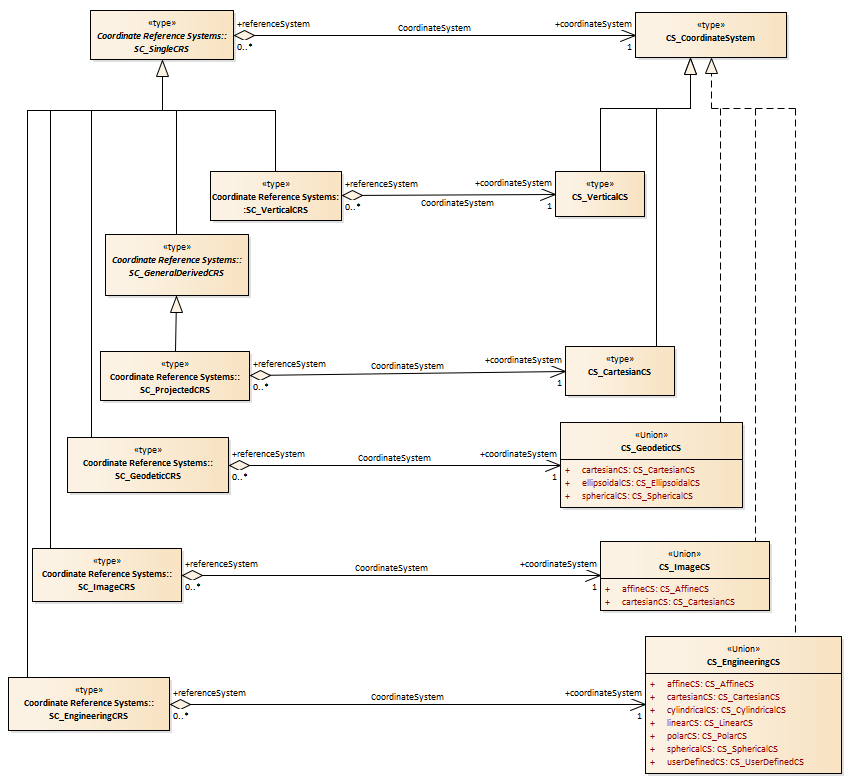 «type»
Coordinate Reference Systems::
SC_SingleCRS
+referenceSystem
0..*
CoordinateSystem
+coordinateSystem
1
«type»
CS_CoordinateSystem
«type»
Coordinate Reference Systems:
:SC_VerticalCRS
+referenceSystem
0..*
CoordinateSystem
+coordinateSystem
1
«type»
CS_VerticalCS
«type»
Coordinate Reference Systems::
SC_GeneralDerivedCRS
«type»
Coordinate Reference Systems::
SC_ProjectedCRS
+referenceSystem
0..*
CoordinateSystem
+coordinateSystem
1
«type»
CS_CartesianCS
«type»
Coordinate Reference Systems::
SC_GeodeticCRS
+referenceSystem
0..*
CoordinateSystem
+coordinateSystem
1
«Union»
CS_GeodeticCS
+ cartesianCS: CS_CartesianCS
+ ellipsoidalCS: CS_EllipsoidalCS
+ sphericalCS: CS_SphericalCS
«type»
Coordinate Reference Systems::
SC_ImageCRS
+referenceSystem
0..*
CoordinateSystem
+coordinateSystem
1
«Union»
CS_ImageCS
+ affineCS: CS_AffineCS
+ cartesianCS: CS_CartesianCS
«type»
Coordinate Reference Systems::
SC_EngineeringCRS
+referenceSystem
0..*
CoordinateSystem
+coordinateSystem
1
«Union»
CS_EngineeringCS
+ affineCS: CS_AffineCS
+ cartesianCS: CS_CartesianCS
+ cylindricalCS: CS_CylindricalCS
+ linearCS: CS_LinearCS
+ polarCS: CS_PolarCS
+ sphericalCS: CS_SphericalCS
+ userDefinedCS: CS_UserDefinedCS